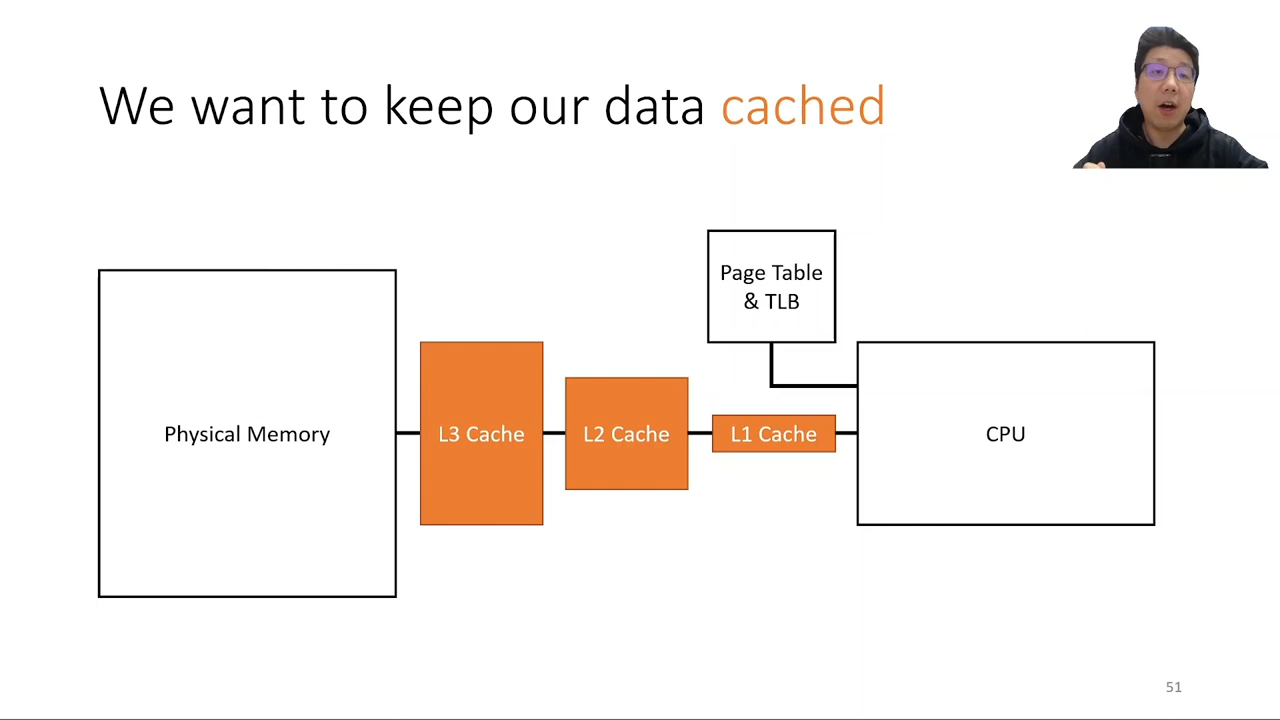 We want to keep our data cached
Page Table
& TLB
Physical Memory
L3 Cache
L2 Cache
L1 Cache
CPU
51